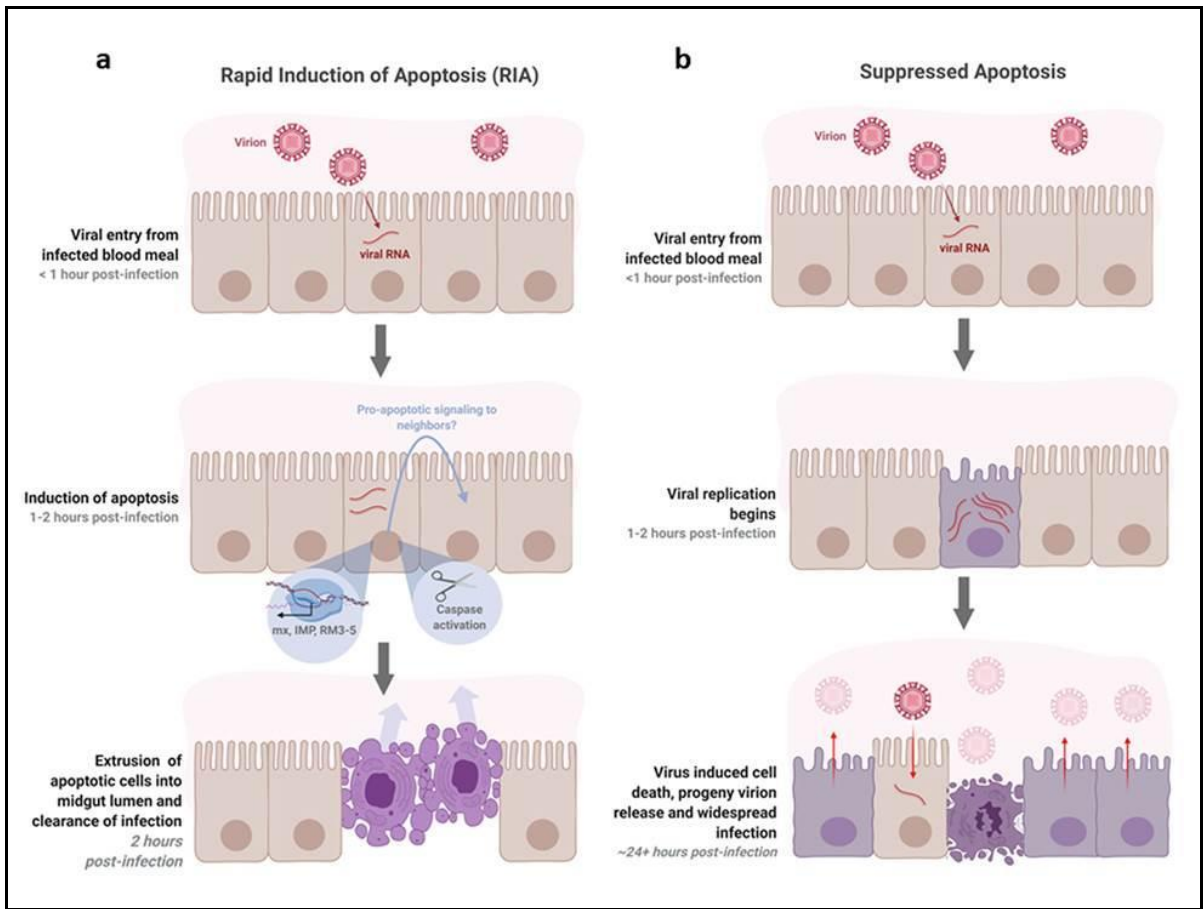 a
Rapid Induction of Apoptosis (RIA)
Virion
viral RNA
Viral entry from
infected blood meal
< 1 hour post-infection
Pro-apoptotic signaling to
neighbors?
Induction of apoptosis
1-2 hours post-infection
mx, IMP, RM3-5
Caspase
activation
Extrusion of
apoptotic cells into
midgut lumen and
clearance of infection
2 hours
post-infection
b
Suppressed Apoptosis
Virion
viral RNA
Viral entry from
infected blood meal
<1 hour post-infection
Viral replication
begins
1-2 hours post-infection
Virus induced cell
death, progeny virion
release and widespread
infection
~24+ hours post-infection